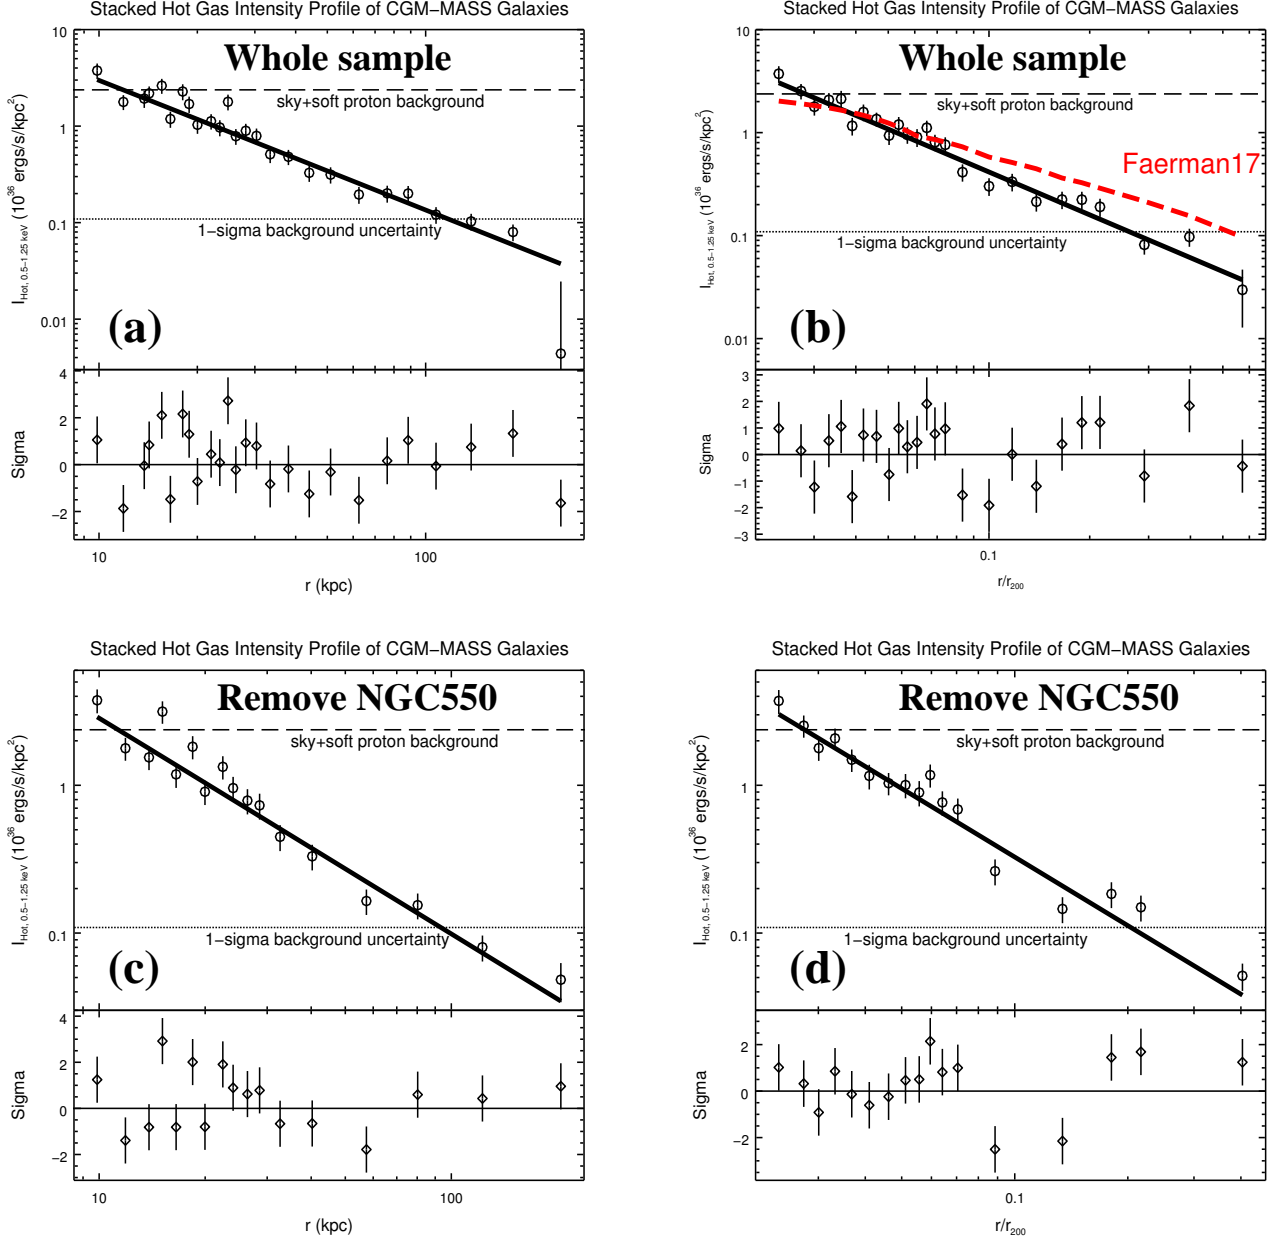 Stacked Hot Gas Intensity Profile of CGM−MASS Galaxies
Whole sample
sky+soft proton background
1−sigma background uncertainty
(a)
I_Hot, 0.5−1.25 keV (10^36 ergs/s/kpc^2)
10
1
0.1
0.01
Sigma
4
2
0
−2
10
100
r (kpc)
Stacked Hot Gas Intensity Profile of CGM−MASS Galaxies
Whole sample
sky+soft proton background
Faerman17
1−sigma background uncertainty
(b)
I_Hot, 0.5−1.25 keV (10^36 ergs/s/kpc^2)
10
1
0.1
0.01
Sigma
3
2
1
0
−1
−2
−3
0.1
r/r_200
Stacked Hot Gas Intensity Profile of CGM−MASS Galaxies
Remove NGC550
sky+soft proton background
1−sigma background uncertainty
(c)
I_Hot, 0.5−1.25 keV (10^36 ergs/s/kpc^2)
1
0.1
Sigma
4
2
0
−2
10
100
r (kpc)
Stacked Hot Gas Intensity Profile of CGM−MASS Galaxies
Remove NGC550
sky+soft proton background
1−sigma background uncertainty
(d)
I_Hot, 0.5−1.25 keV (10^36 ergs/s/kpc^2)
1
0.1
Sigma
2
0
−2
0.1
r/r_200